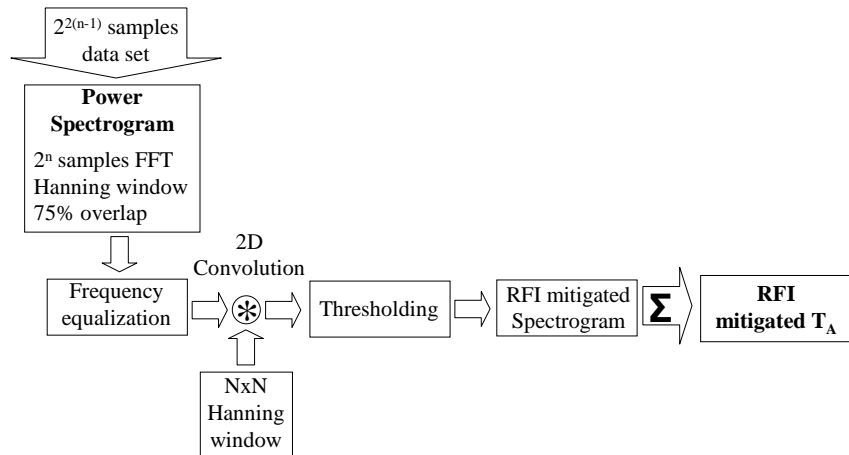 2^{2(n-1)} samples
data set
Power
Spectrogram
2^n samples FFT
Hanning window
75% overlap
Frequency
equalization
2D
Convolution
NxN
Hanning
window
Thresholding
RFI mitigated
Spectrogram
Σ
RFI
mitigated T_A